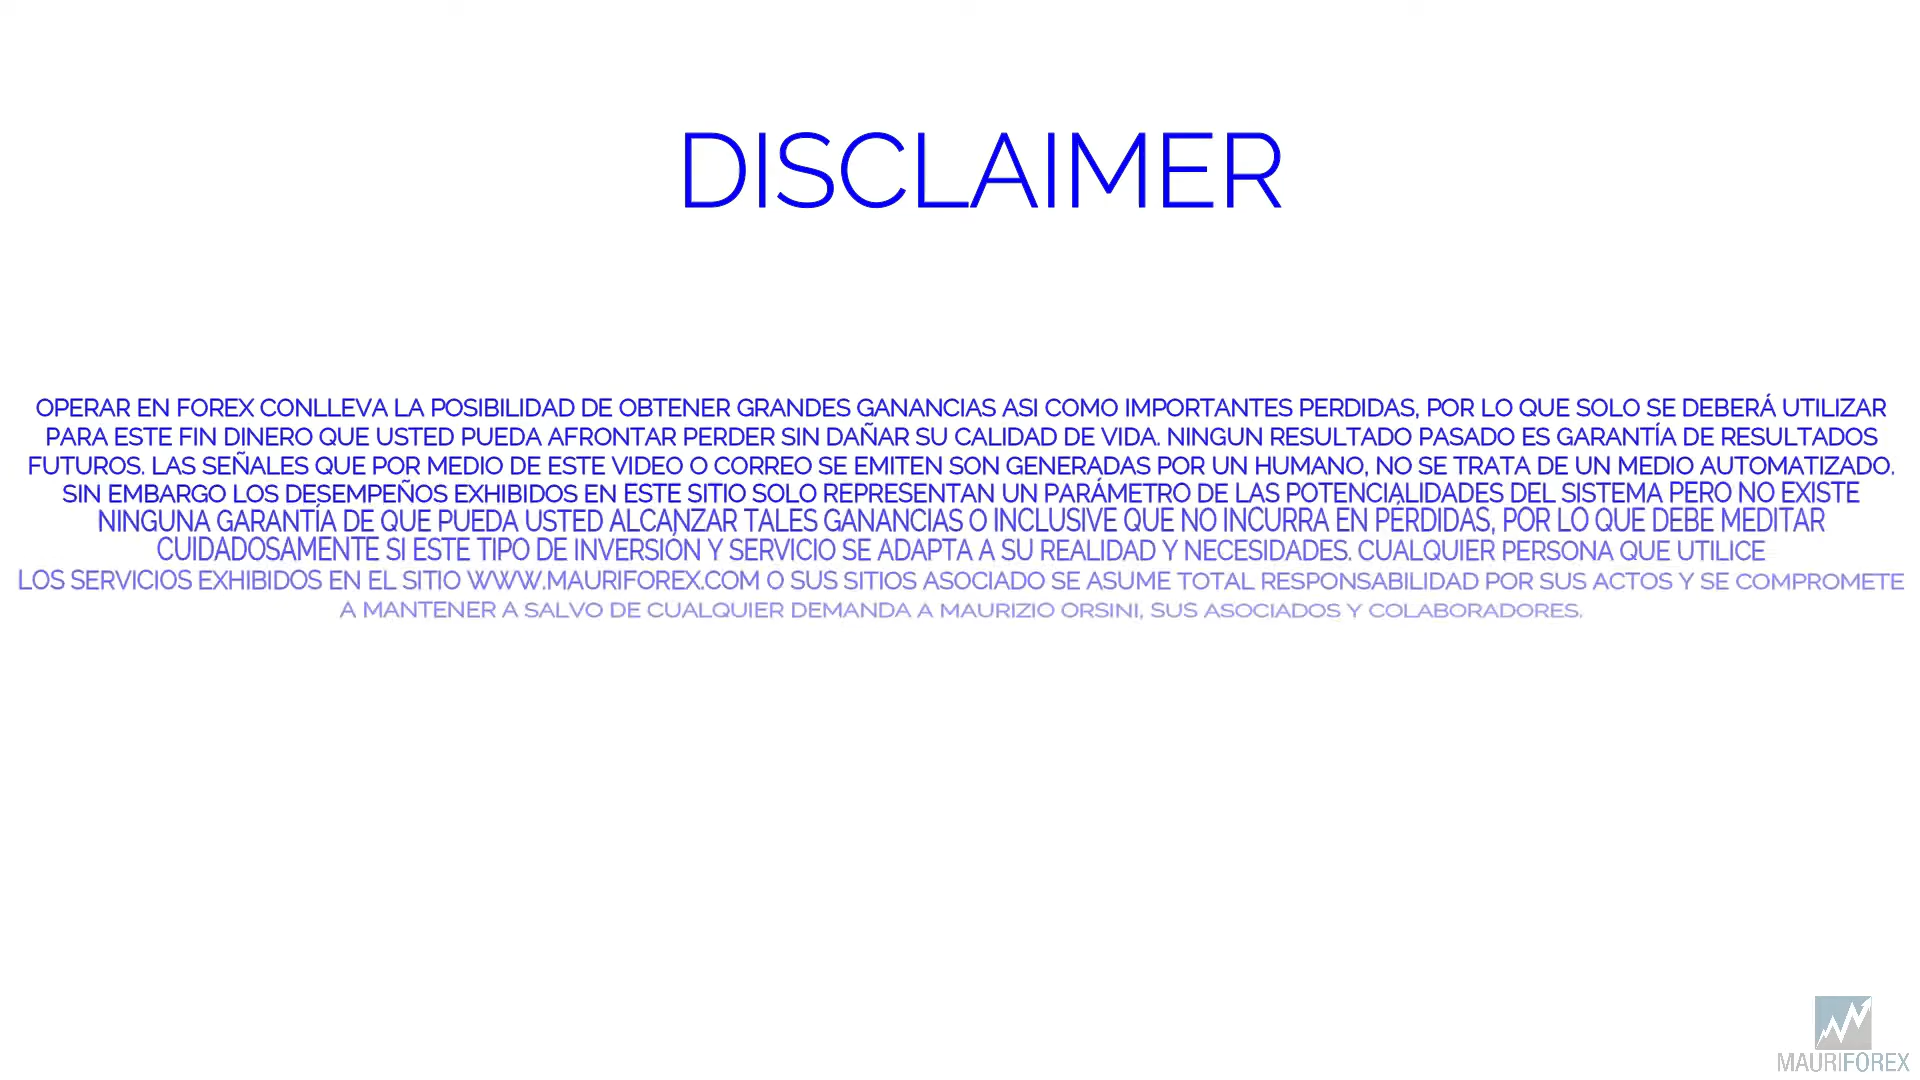 DISCLAIMER
OPERAR EN FOREX CONLLEVA LA POSIBILIDAD DE OBTENER GRANDES GANANCIAS ASI COMO IMPORTANTES PERDIDAS, POR LO QUE SOLO SE DEBERÁ UTILIZAR
PARA ESTE FIN DINERO QUE USTED PUEDA AFRONTAR PERDER SIN DAÑAR SU CALIDAD DE VIDA. NINGUN RESULTADO PASADO ES GARANTÍA DE RESULTADOS
FUTUROS. LAS SEÑALES QUE POR MEDIO DE ESTE VIDEO O CORREO SE EMITEN SON GENERADAS POR UN HUMANO, NO SE TRATA DE UN MEDIO AUTOMATIZADO.
SIN EMBARGO LOS DESEMPEÑOS EXHIBIDOS EN ESTE SITIO SOLO REPRESENTAN UN PARÁMETRO DE LAS POTENCIALIDADES DEL SISTEMA PERO NO EXISTE
NINGUNA GARANTÍA DE QUE PUEDA USTED ALCANZAR TALES GANANCIAS O INCLUSIVE QUE NO INCURRA EN PÉRDIDAS, POR LO QUE DEBE MEDITAR
CUIDADOSAMENTE SI ESTE TIPO DE INVERSIÓN Y SERVICIO SE ADAPTA A SU REALIDAD Y NECESIDADES. CUALQUIER PERSONA QUE UTILICE
LOS SERVICIOS EXHIBIDOS EN EL SITIO WWW.MAURIFOREX.COM O SUS SITIOS ASOCIADO SE ASUME TOTAL RESPONSABILIDAD POR SUS ACTOS Y SE COMPROMETE
A MANTENER A SALVO DE CUALQUIER DEMANDA A MAURIZIO ORSINI, SUS ASOCIADOS Y COLABORADORES.
MAURIFOREX